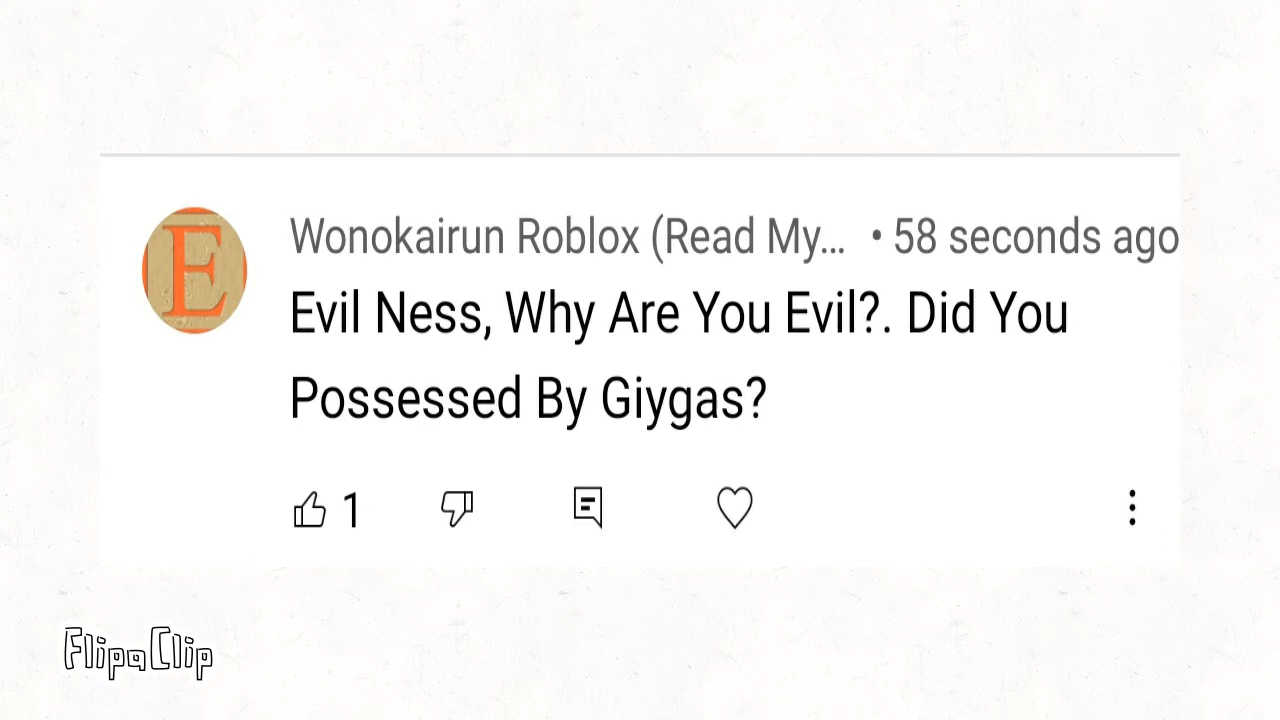 E
Wonokairun Roblox (Read My... • 58 seconds ago
Evil Ness, Why Are You Evil?. Did You
Possessed By Giygas?
1
FlipaClip